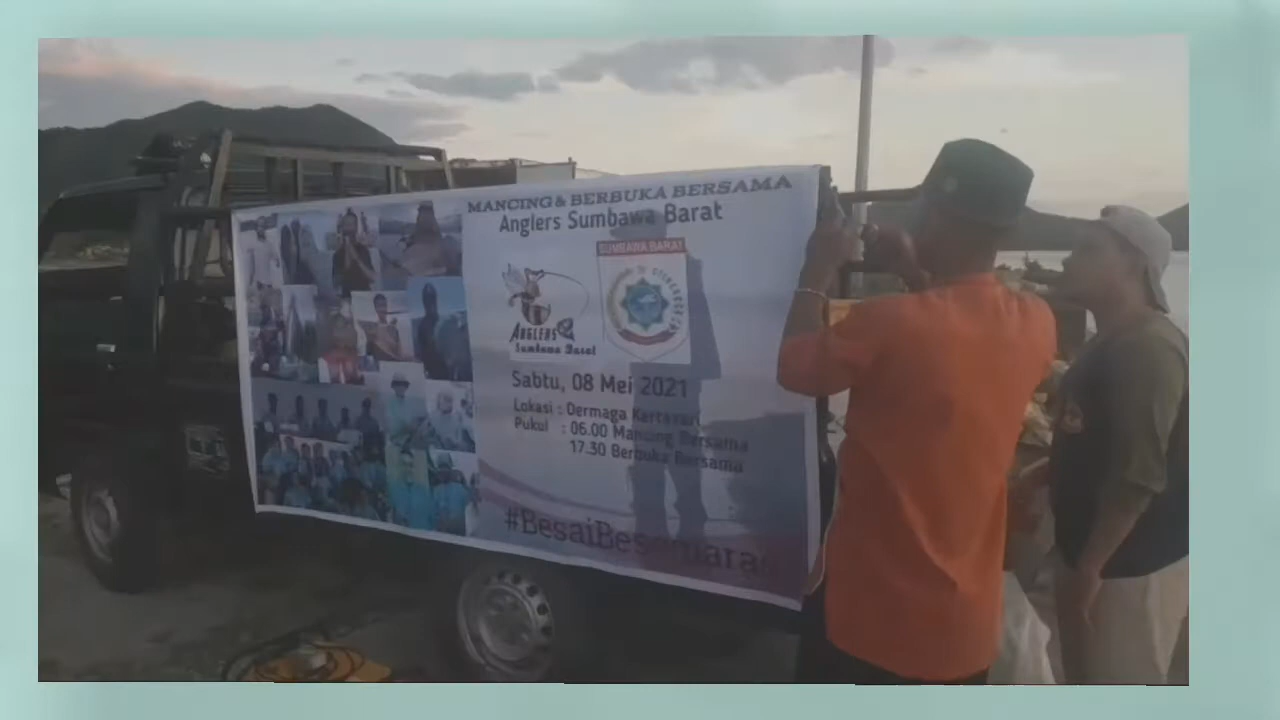 MANCING & BERBUKA BERSAMA
Anglers Sumbawa Barat
SUMBAWA BARAT
ANGLERS
Sumbawa Barat
Sabtu, 08 Mei 2021
Lokasi : Dermaga Kertasari
Pukul : 06.00 Mancing Bersama
17.30 Berbuka Bersama